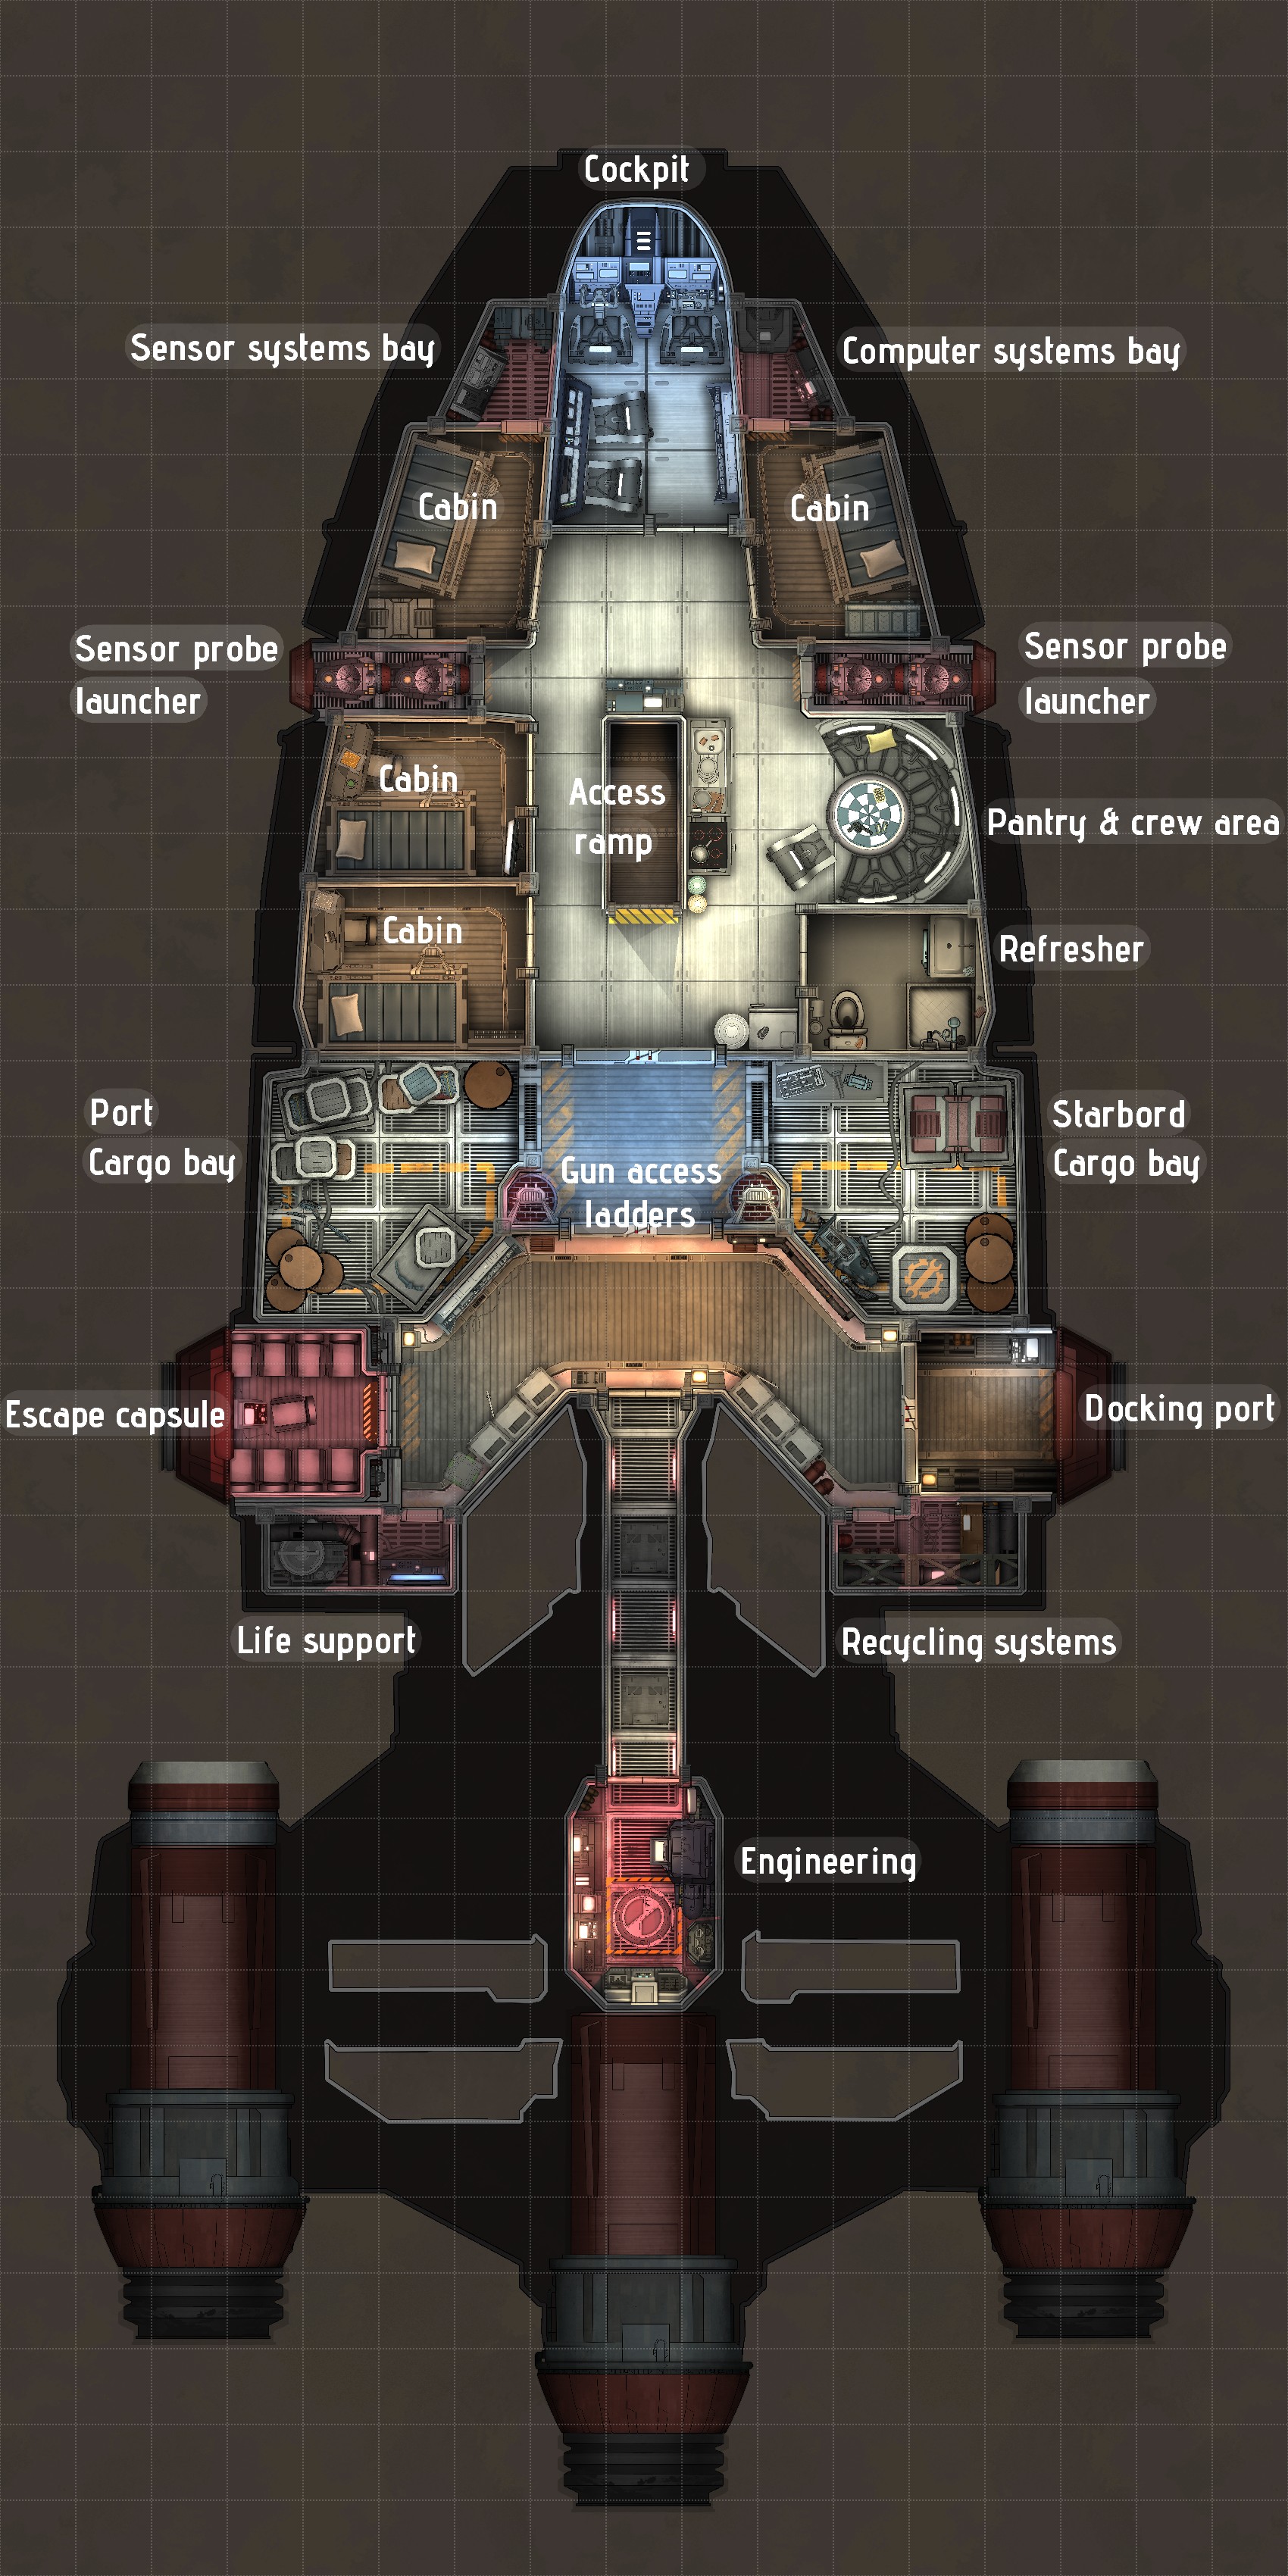 Cockpit
Sensor systems bay
Computer systems bay
Cabin
Cabin
Sensor probe
launcher
Sensor probe
launcher
Cabin
Access
ramp
Pantry & crew area
Cabin
Refresher
Port
Cargo bay
Starbord
Cargo bay
Gun access
ladders
Escape capsule
Docking port
Life support
Recycling systems
Engineering